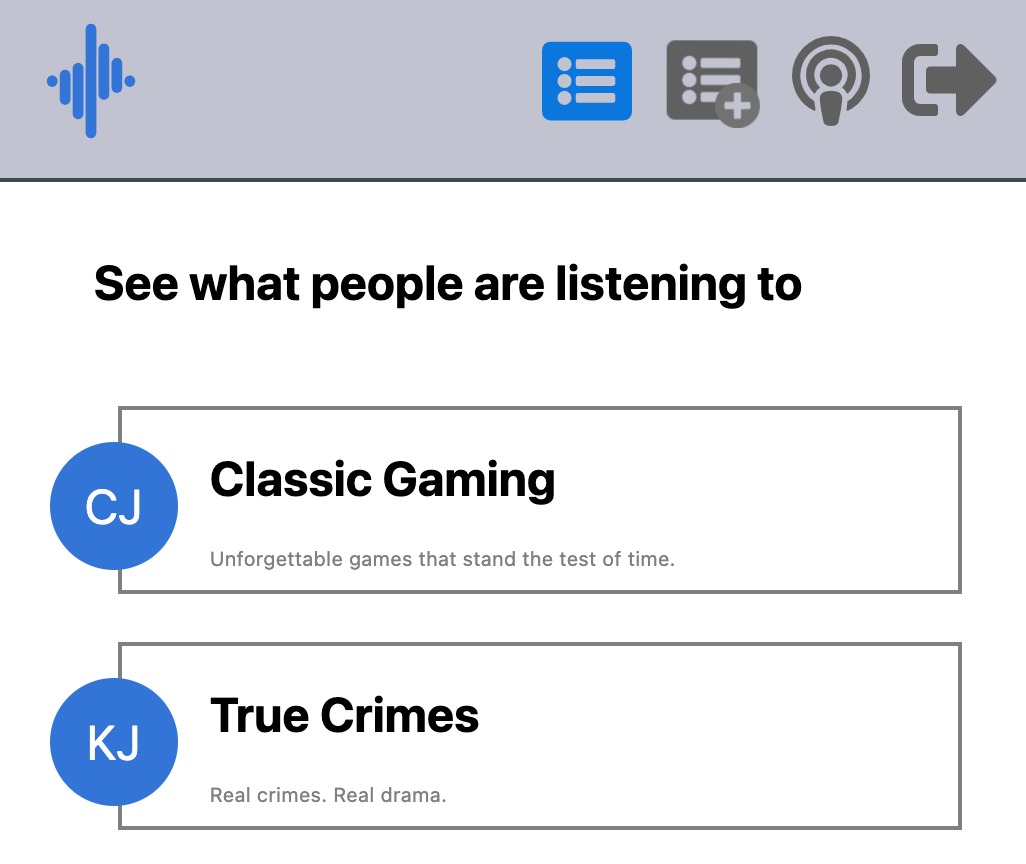 See what people are listening to
CJ
Classic Gaming
Unforgettable games that stand the test of time.
KJ
True Crimes
Real crimes. Real drama.